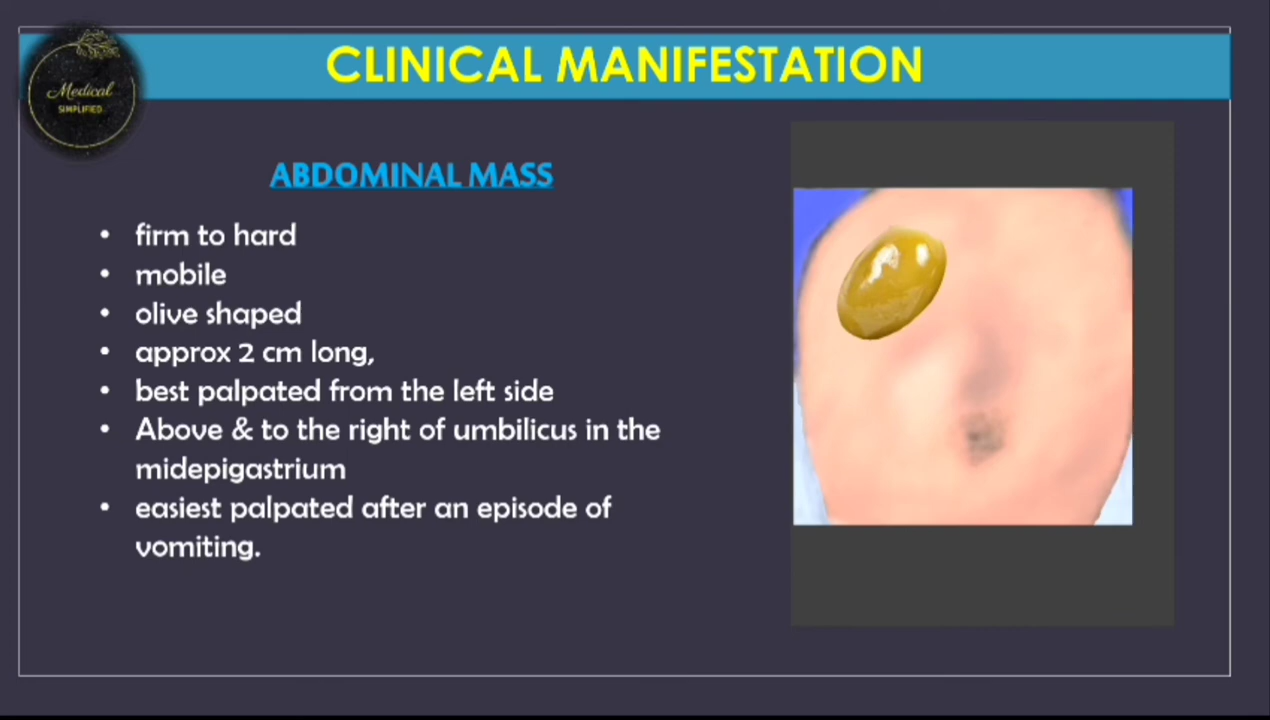 CLINICAL MANIFESTATION
Medical
SIMPLIFIED
ABDOMINAL MASS
• firm to hard
• mobile
• olive shaped
• approx 2 cm long,
• best palpated from the left side
• Above & to the right of umbilicus in the
midepigastrium
• easiest palpated after an episode of
vomiting.